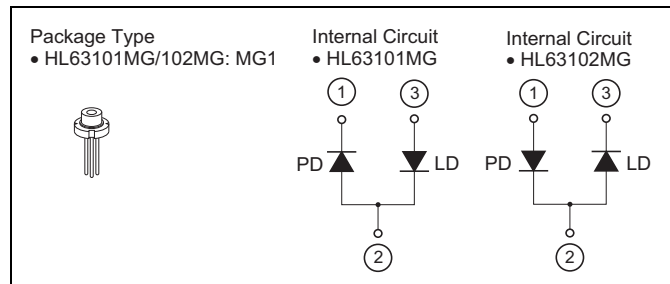 Package Type
• HL63101MG/102MG: MG1
Internal Circuit
• HL63101MG
1 3
PD LD
2
Internal Circuit
• HL63102MG
1 3
PD LD
2